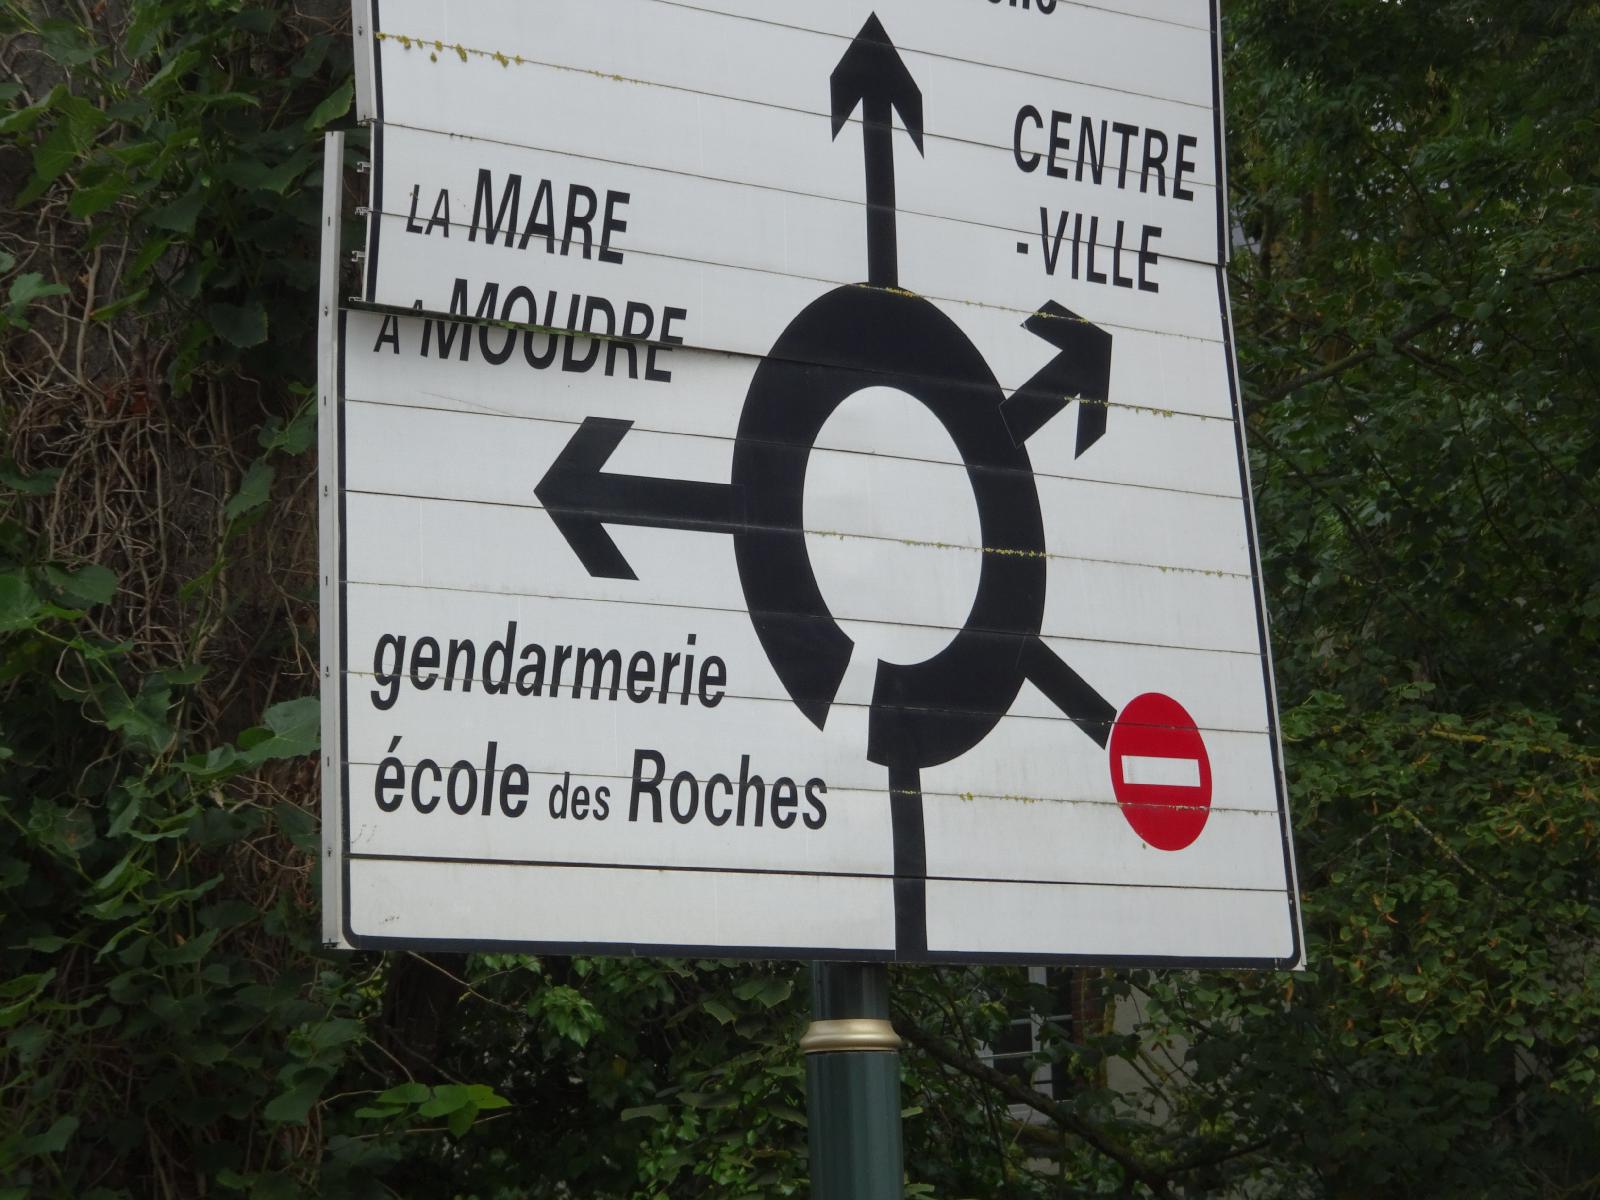 CENTRE
-VILLE
LA MARE
A MOUDRE
gendarmerie
école des Roches